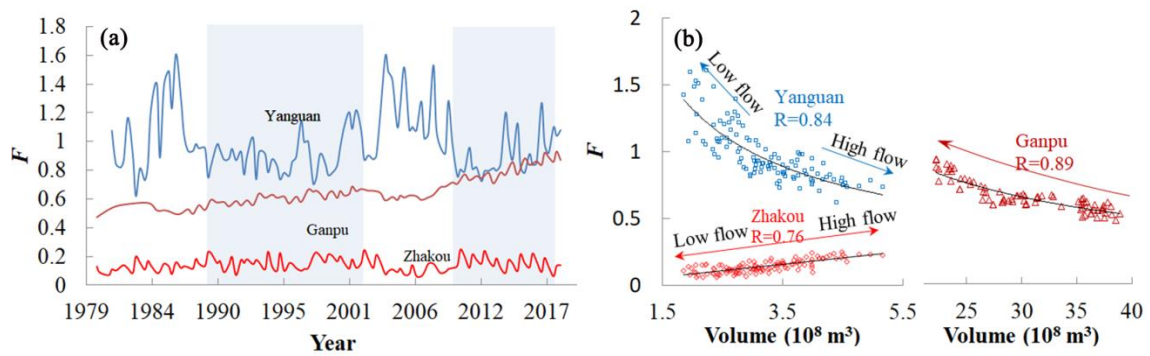 (a)
F
1.8
1.6
1.4
1.2
1
0.8
0.6
0.4
0.2
0
Yanguan
Ganpu
Zhakou
1979 1984 1990 1995 2001 2006 2012 2017
Year
(b)
F
2
1.5
1
0.5
0
Low flow
Yanguan
R=0.84
High flow
Ganpu
R=0.89
Zhakou
R=0.76
Low flow
High flow
1.5 3.5 5.5
25 30 35 40
Volume (10⁸ m³)
Volume (10⁸ m³)